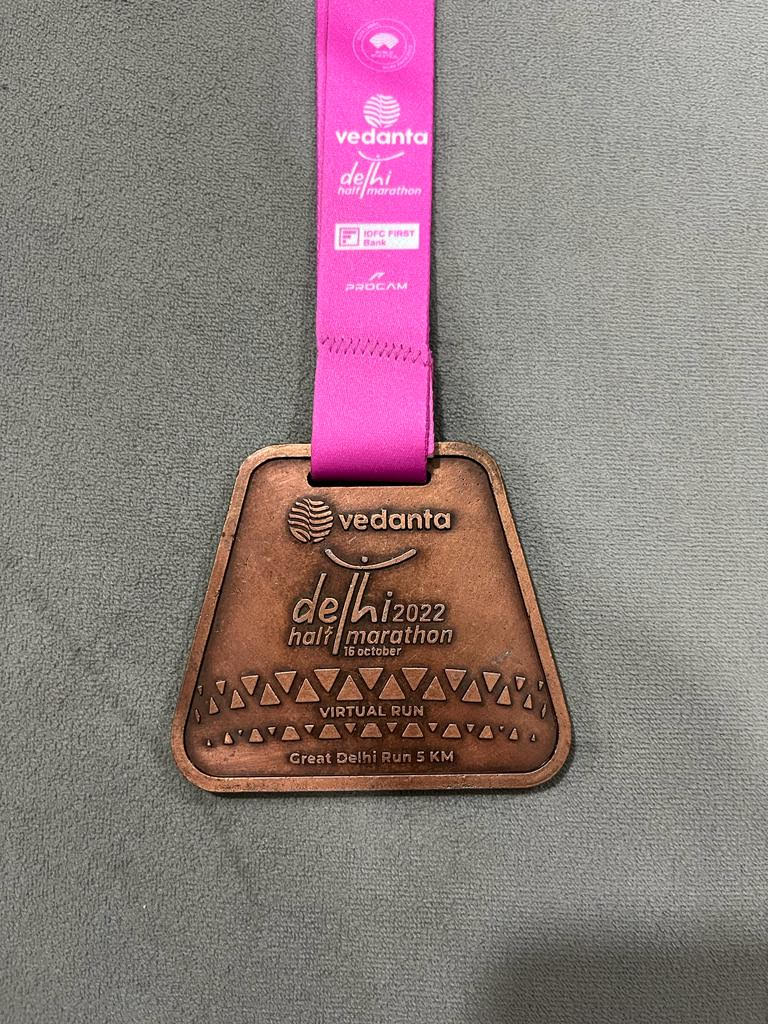 vedanta
delhi
half marathon
IDFC FIRST
Bank
PROCAM
vedanta
delhi 2022
half marathon
16 october
VIRTUAL RUN
Great Delhi Run 5 KM